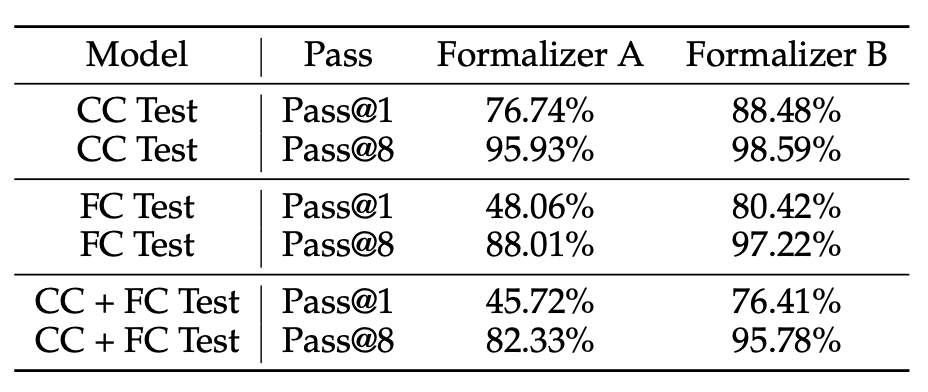 Model Pass Formalizer A Formalizer B
CC Test Pass@1 76.74% 88.48%
CC Test Pass@8 95.93% 98.59%
FC Test Pass@1 48.06% 80.42%
FC Test Pass@8 88.01% 97.22%
CC + FC Test Pass@1 45.72% 76.41%
CC + FC Test Pass@8 82.33% 95.78%